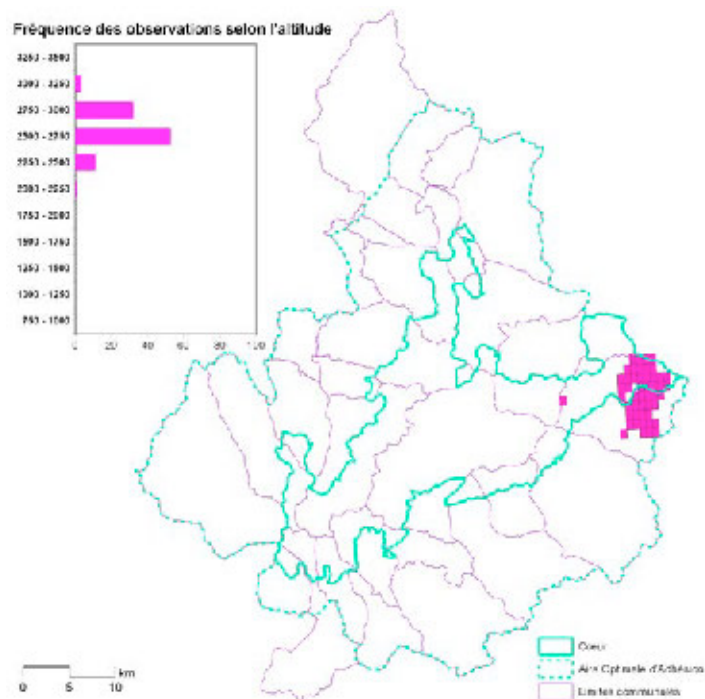 Fréquence des observations selon l'altitude
3250 - 3500
3000 - 3250
2750 - 3000
2500 - 2750
2250 - 2500
2000 - 2250
1750 - 2000
1500 - 1750
1250 - 1500
1000 - 1250
750 - 1000
0 20 40 60 80 100
Cœur
Aire Optimale d'Adhésion
Limites communales
0 5 10 km